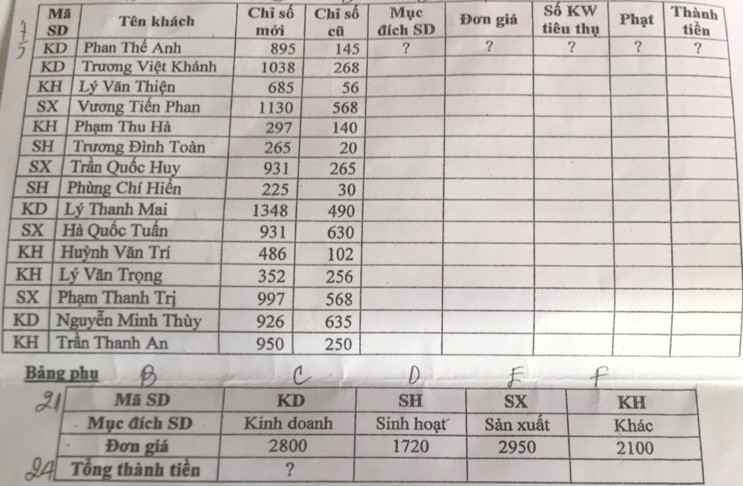 Mã SD Tên khách Chỉ số mới Chỉ số cũ Mục đích SD Đơn giá Số KW tiêu thụ Phạt Thành tiền
KD Phan Thế Anh 895 145 ? ? ? ? ?
KD Trương Việt Khánh 1038 268
KH Lý Văn Thiện 685 56
SX Vương Tiến Phan 1130 568
KH Phạm Thu Hà 297 140
SH Trương Đình Toàn 265 20
SX Trần Quốc Huy 931 265
SH Phùng Chí Hiển 225 30
KD Lý Thanh Mai 1348 490
SX Hà Quốc Tuấn 931 630
KH Huỳnh Văn Trí 486 102
KH Lý Văn Trọng 352 256
SX Phạm Thanh Trị 997 568
KD Nguyễn Minh Thùy 926 635
KH Trần Thanh An 950 250
Bảng phụ B C D E F
21 Mã SD KD SH SX KH
Mục đích SD Kinh doanh Sinh hoạt Sản xuất Khác
Đơn giá 2800 1720 2950 2100
24 Tổng thành tiền ?